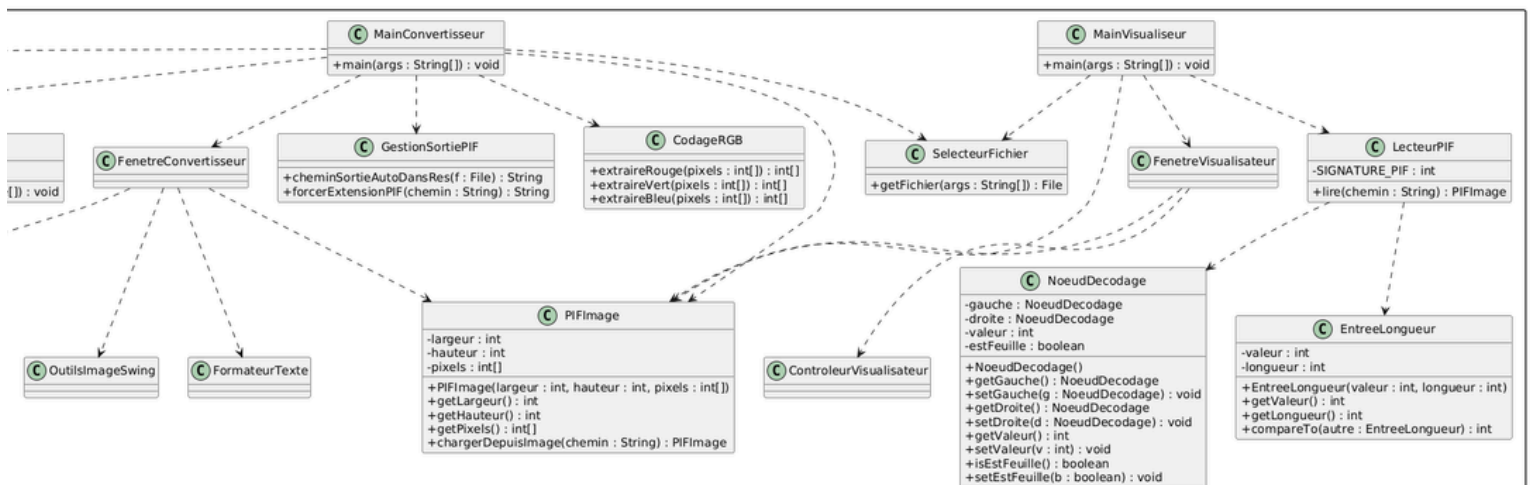 C MainConvertisseur
+main(args : String[]) : void
C MainVisualiseur
+main(args : String[]) : void
[]) : void
C FenetreConvertisseur
C GestionSortiePIF
+cheminSortieAutoDansRes(f : File) : String
+forcerExtensionPIF(chemin : String) : String
C CodageRGB
+extraireRouge(pixels : int[]) : int[]
+extraireVert(pixels : int[]) : int[]
+extraireBleu(pixels : int[]) : int[]
C SelecteurFichier
+getFichier(args : String[]) : File
C FenetreVisualisateur
C LecteurPIF
-SIGNATURE_PIF : int
+lire(chemin : String) : PIFImage
C OutilsImageSwing
C FormateurTexte
C PIFImage
-largeur : int
-hauteur : int
-pixels : int[]
+PIFImage(largeur : int, hauteur : int, pixels : int[])
+getLargeur() : int
+getHauteur() : int
+getPixels() : int[]
+chargerDepuisImage(chemin : String) : PIFImage
C ControleurVisualisateur
C NoeudDecodage
-gauche : NoeudDecodage
-droite : NoeudDecodage
-valeur : int
-estFeuille : boolean
+NoeudDecodage()
+getGauche() : NoeudDecodage
+setGauche(g : NoeudDecodage) : void
+getDroite() : NoeudDecodage
+setDroite(d : NoeudDecodage) : void
+getValeur() : int
+setValeur(v : int) : void
+isEstFeuille() : boolean
+setEstFeuille(b : boolean) : void
C EntreeLongueur
-valeur : int
-longueur : int
+EntreeLongueur(valeur : int, longueur : int)
+getValeur() : int
+getLongueur() : int
+compareTo(autre : EntreeLongueur) : int